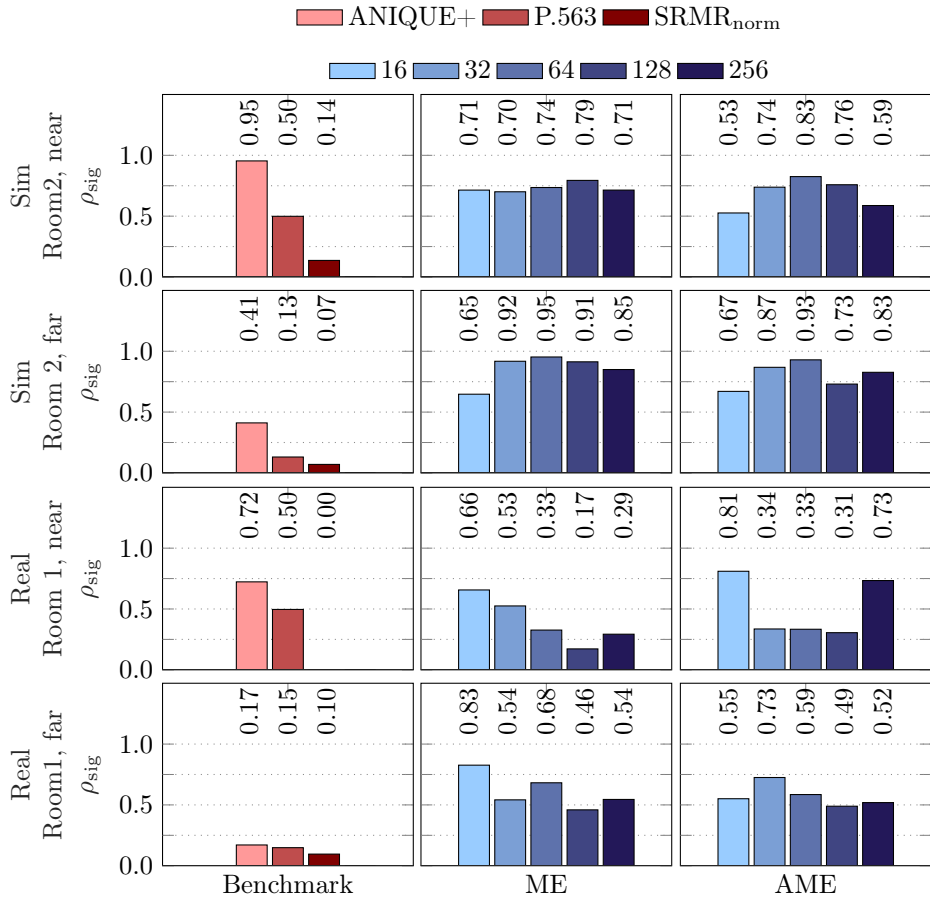 ANIQUE+ P.563 SRMRnorm
16 32 64 128 256
Sim
Room2, near
ρsig
1.0
0.5
0.0
0.95 0.50 0.14
0.71 0.70 0.74 0.79 0.71
0.53 0.74 0.83 0.76 0.59
Sim
Room 2, far
ρsig
1.0
0.5
0.0
0.41 0.13 0.07
0.65 0.92 0.95 0.91 0.85
0.67 0.87 0.93 0.73 0.83
Real
Room 1, near
ρsig
1.0
0.5
0.0
0.72 0.50 0.00
0.66 0.53 0.33 0.17 0.29
0.81 0.34 0.33 0.31 0.73
Real
Room1, far
ρsig
1.0
0.5
0.0
0.17 0.15 0.10
0.83 0.54 0.68 0.46 0.54
0.55 0.73 0.59 0.49 0.52
Benchmark ME AME